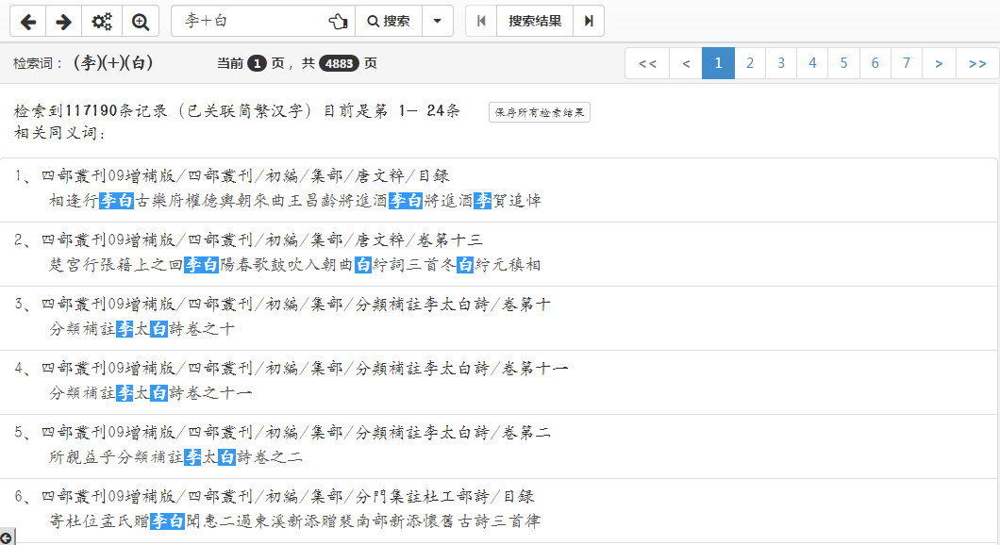 李+白 搜索 搜索结果
检索词： (李)(+)(白) 当前 1 页 ，共 4883 页 << < 1 2 3 4 5 6 7 > >>
检索到117190条记录（已关联简繁汉字）目前是第 1- 24条 保存所有检索结果
相关同义词:
1、四部叢刊09增補版/四部叢刊/初編/集部/唐文粹/目録
相逢行李白古樂府權德輿朝來曲王昌齡將進酒李白將進酒李賀追悼
2、四部叢刊09增補版/四部叢刊/初編/集部/唐文粹/卷第十三
楚宮行張籍上之回李白陽春歌鼓吹入朝曲白紵詞三首冬白紵元稹相
3、四部叢刊09增補版/四部叢刊/初編/集部/分類補註李太白詩/卷第十
分類補註李太白詩卷之十
4、四部叢刊09增補版/四部叢刊/初編/集部/分類補註李太白詩/卷第十一
分類補註李太白詩卷之十一
5、四部叢刊09增補版/四部叢刊/初編/集部/分類補註李太白詩/卷第二
所親益乎分類補註李太白詩卷之二
6、四部叢刊09增補版/四部叢刊/初編/集部/分門集註杜工部詩/目録
寄杜位孟氏贈李白聞惠二過東溪新添贈裴南部新添懷舊古詩三首律